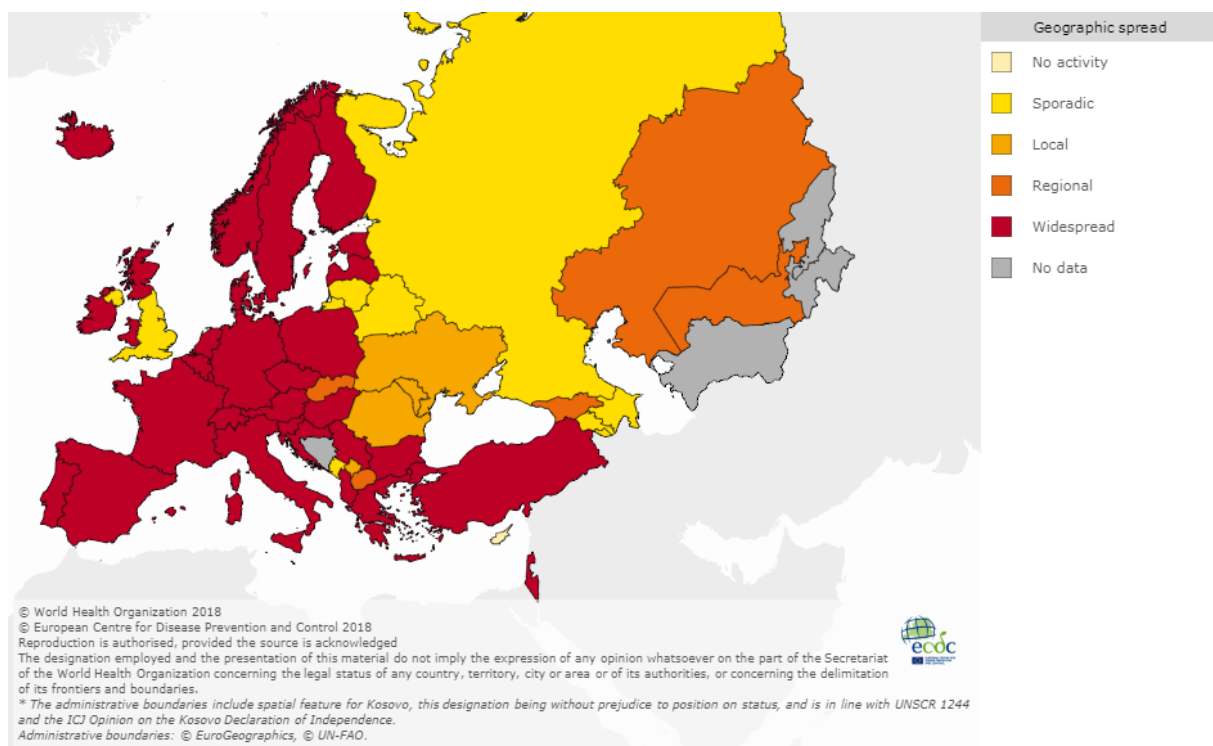 Geographic spread
No activity
Sporadic
Local
Regional
Widespread
No data
© World Health Organization 2018
© European Centre for Disease Prevention and Control 2018
Reproduction is authorised, provided the source is acknowledged
The designation employed and the presentation of this material do not imply the expression of any opinion whatsoever on the part of the Secretariat
of the World Health Organization concerning the legal status of any country, territory, city or area or of its authorities, or concerning the delimitation
of its frontiers and boundaries.
* The administrative boundaries include spatial feature for Kosovo, this designation being without prejudice to position on status, and is in line with UNSCR 1244
and the ICJ Opinion on the Kosovo Declaration of Independence.
Administrative boundaries: © EuroGeographics, © UN-FAO.
ecdc